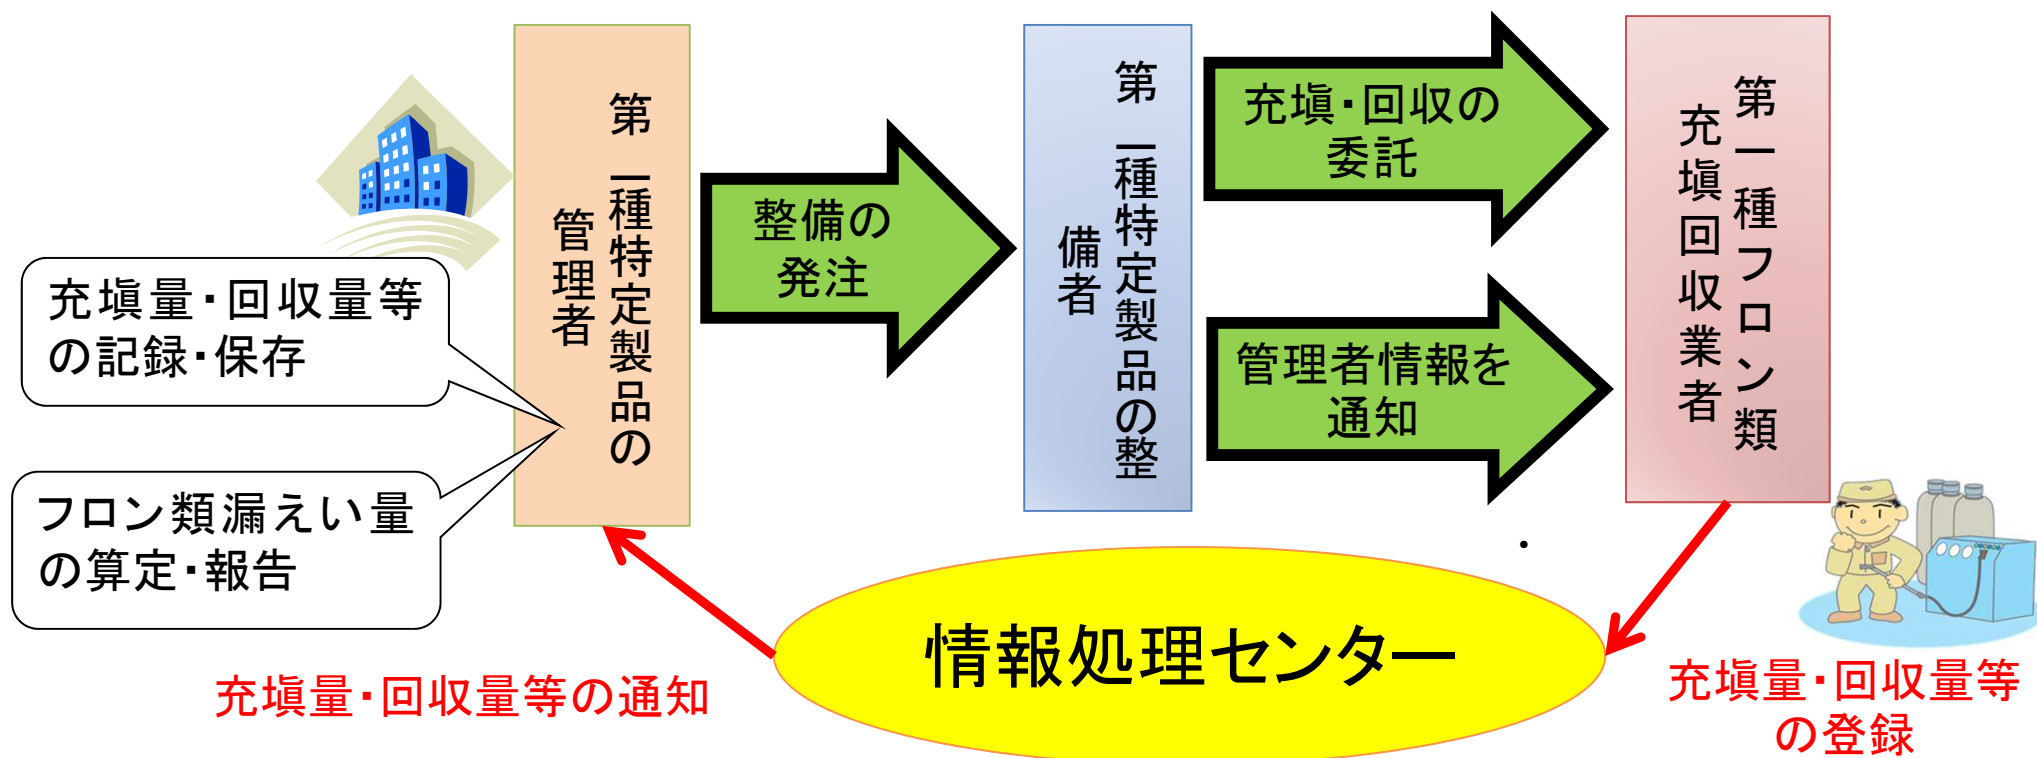 第一種特定製品の
管理者
充塡量・回収量等
の記録・保存
フロン類漏えい量
の算定・報告
整備の
発注
第一種特定製品の整
備者
充塡・回収の
委託
管理者情報を
通知
第一種フロン類
充塡回収業者
情報処理センター
充塡量・回収量等の通知
充塡量・回収量等
の登録